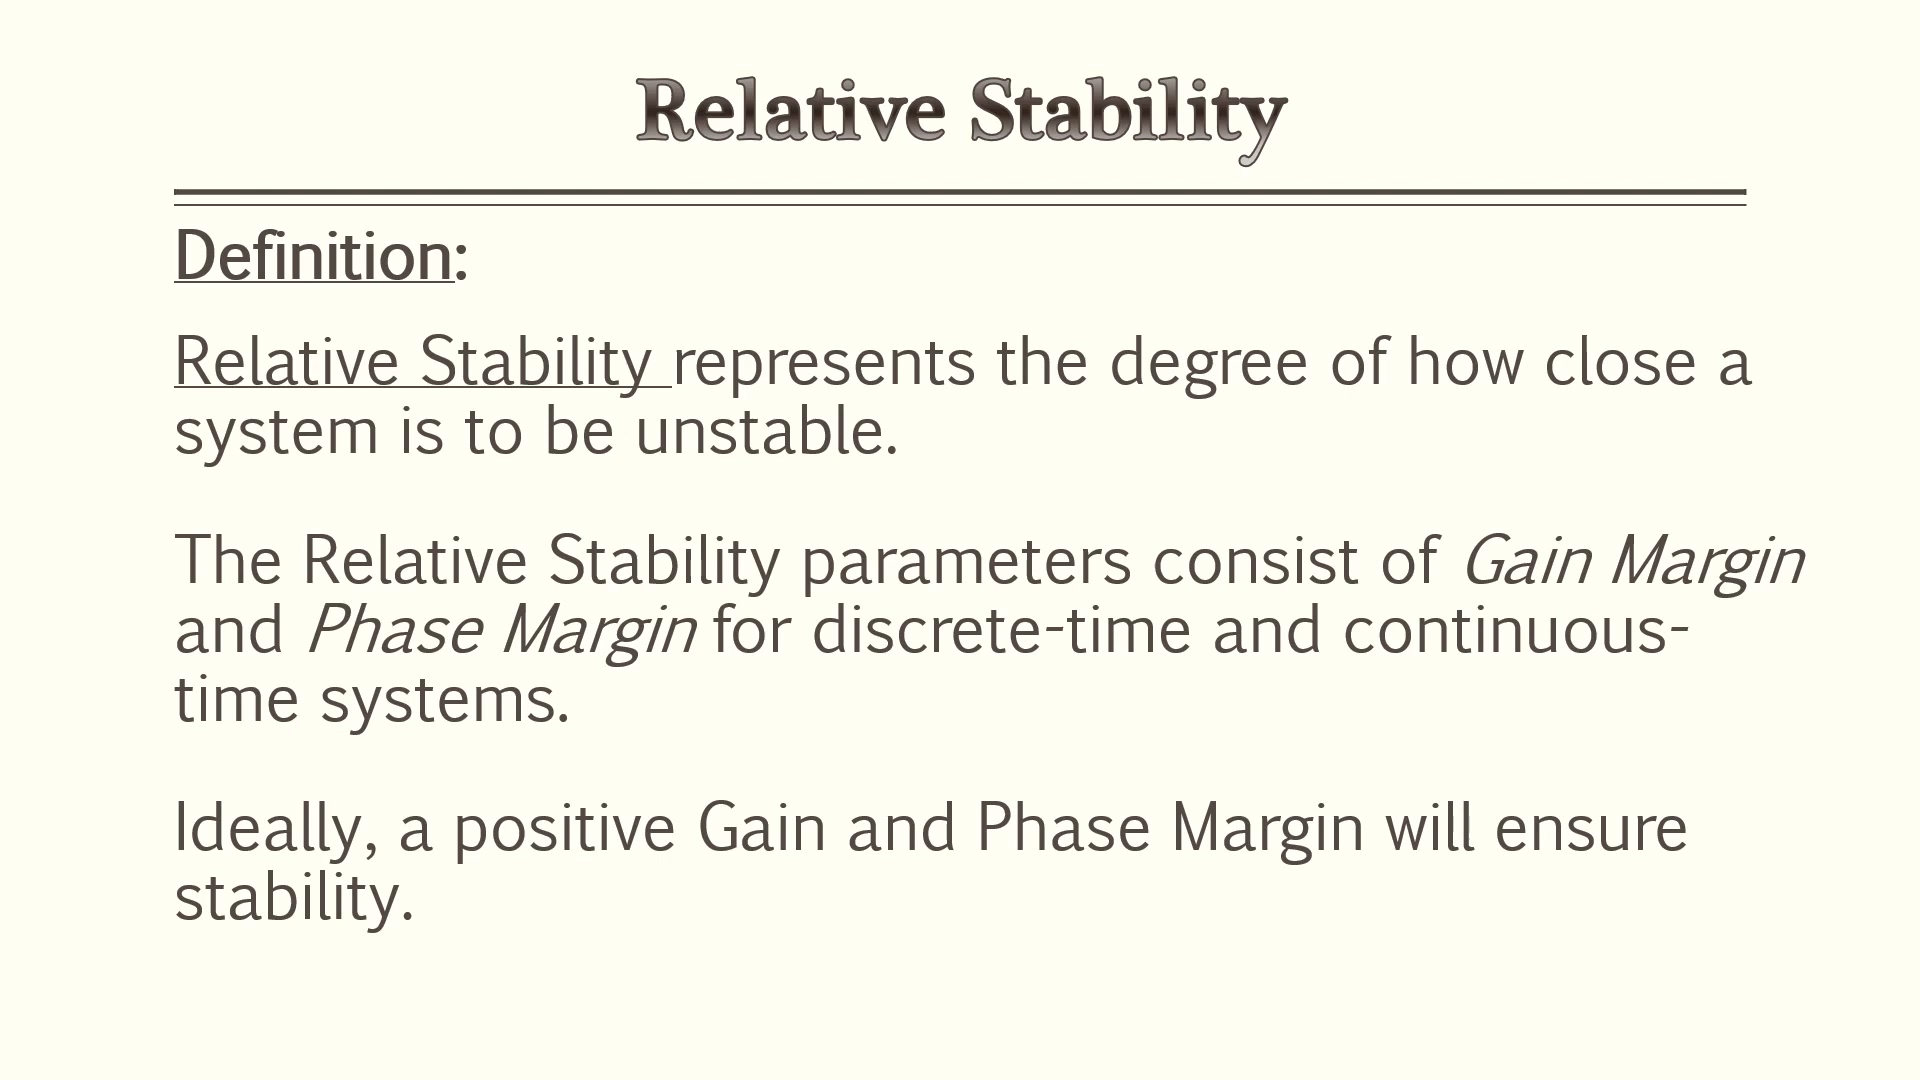 Relative Stability
Definition:
Relative Stability represents the degree of how close a
system is to be unstable.
The Relative Stability parameters consist of Gain Margin
and Phase Margin for discrete-time and continuous-
time systems.
Ideally, a positive Gain and Phase Margin will ensure
stability.